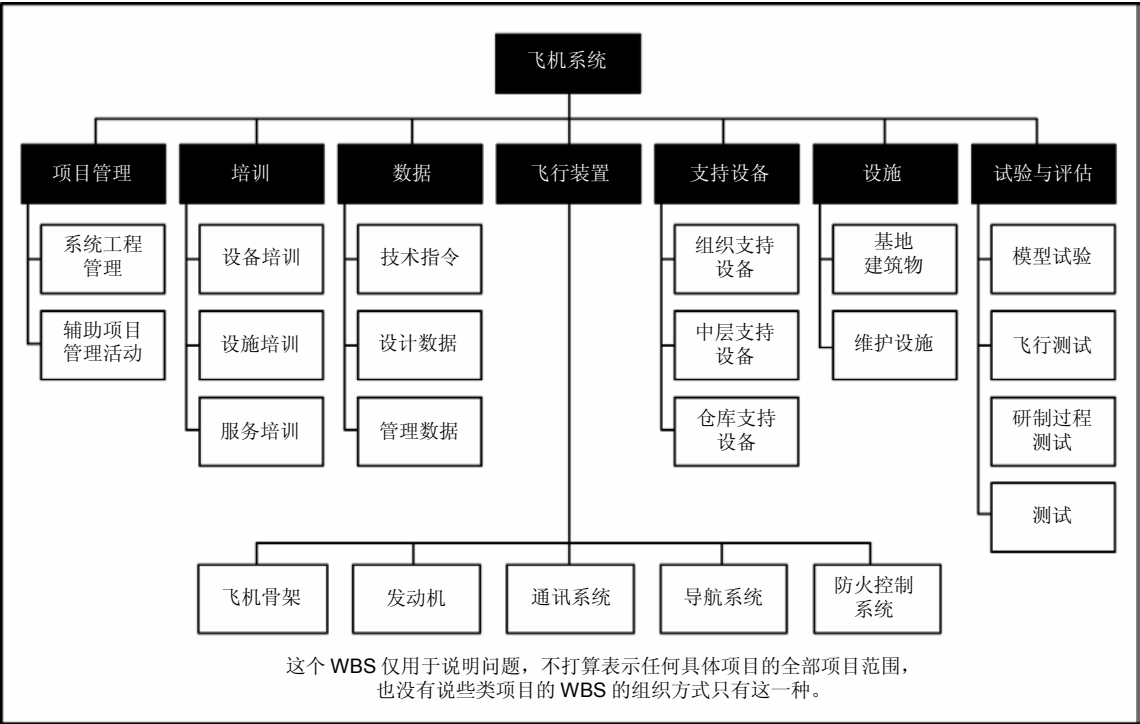 飞机系统
项目管理
培训
数据
飞行装置
支持设备
设施
试验与评估
系统工程
管理
辅助项目
管理活动
设备培训
设施培训
服务培训
技术指令
设计数据
管理数据
组织支持
设备
中层支持
设备
仓库支持
设备
基地
建筑物
维护设施
模型试验
飞行测试
研制过程
测试
测试
飞机骨架
发动机
通讯系统
导航系统
防火控制
系统
这个 WBS 仅用于说明问题，不打算表示任何具体项目的全部项目范围，
也没有说些类项目的 WBS 的组织方式只有这一种。